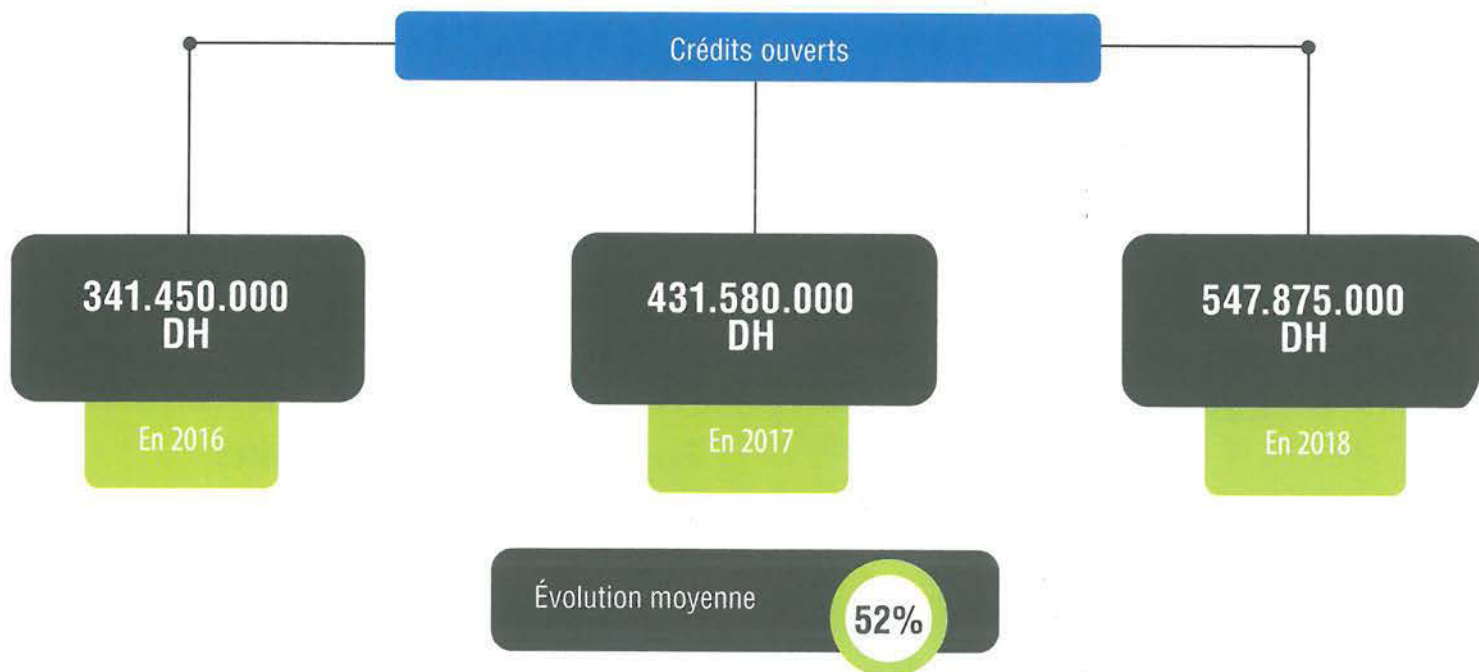 Crédits ouverts
341.450.000
DH
En 2016
431.580.000
DH
En 2017
547.875.000
DH
En 2018
Évolution moyenne
52%